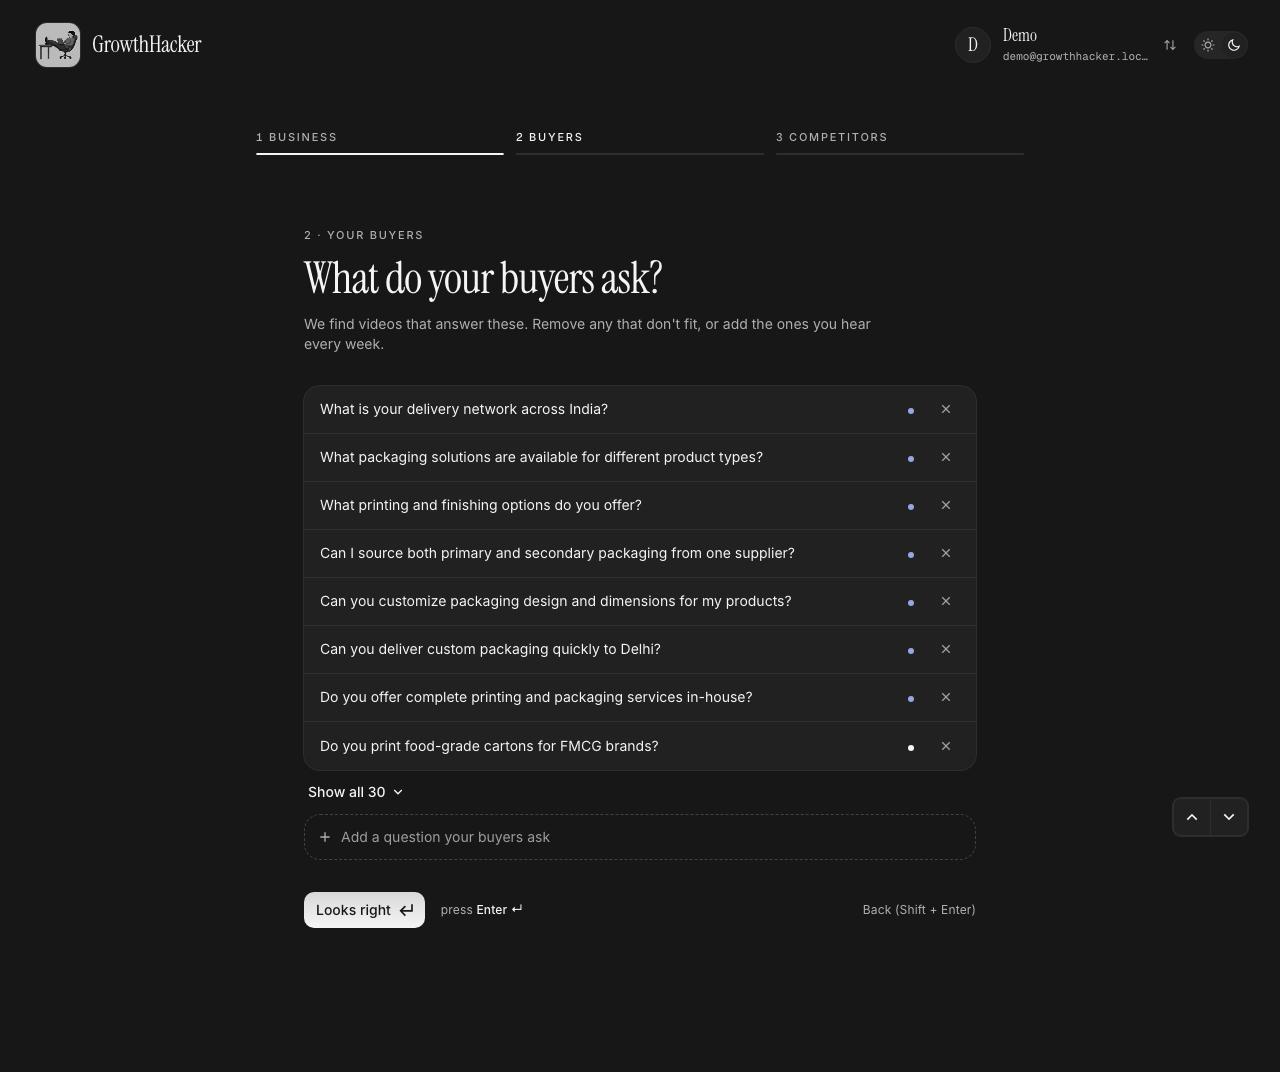 GrowthHacker
D
Demo
demo@growthhacker.loc…
1 BUSINESS
2 BUYERS
3 COMPETITORS
2 · YOUR BUYERS
What do your buyers ask?
We find videos that answer these. Remove any that don't fit, or add the ones you hear
every week.
What is your delivery network across India?
What packaging solutions are available for different product types?
What printing and finishing options do you offer?
Can I source both primary and secondary packaging from one supplier?
Can you customize packaging design and dimensions for my products?
Can you deliver custom packaging quickly to Delhi?
Do you offer complete printing and packaging services in-house?
Do you print food-grade cartons for FMCG brands?
Show all 30
+ Add a question your buyers ask
Looks right ↵
press Enter ↵
Back (Shift + Enter)